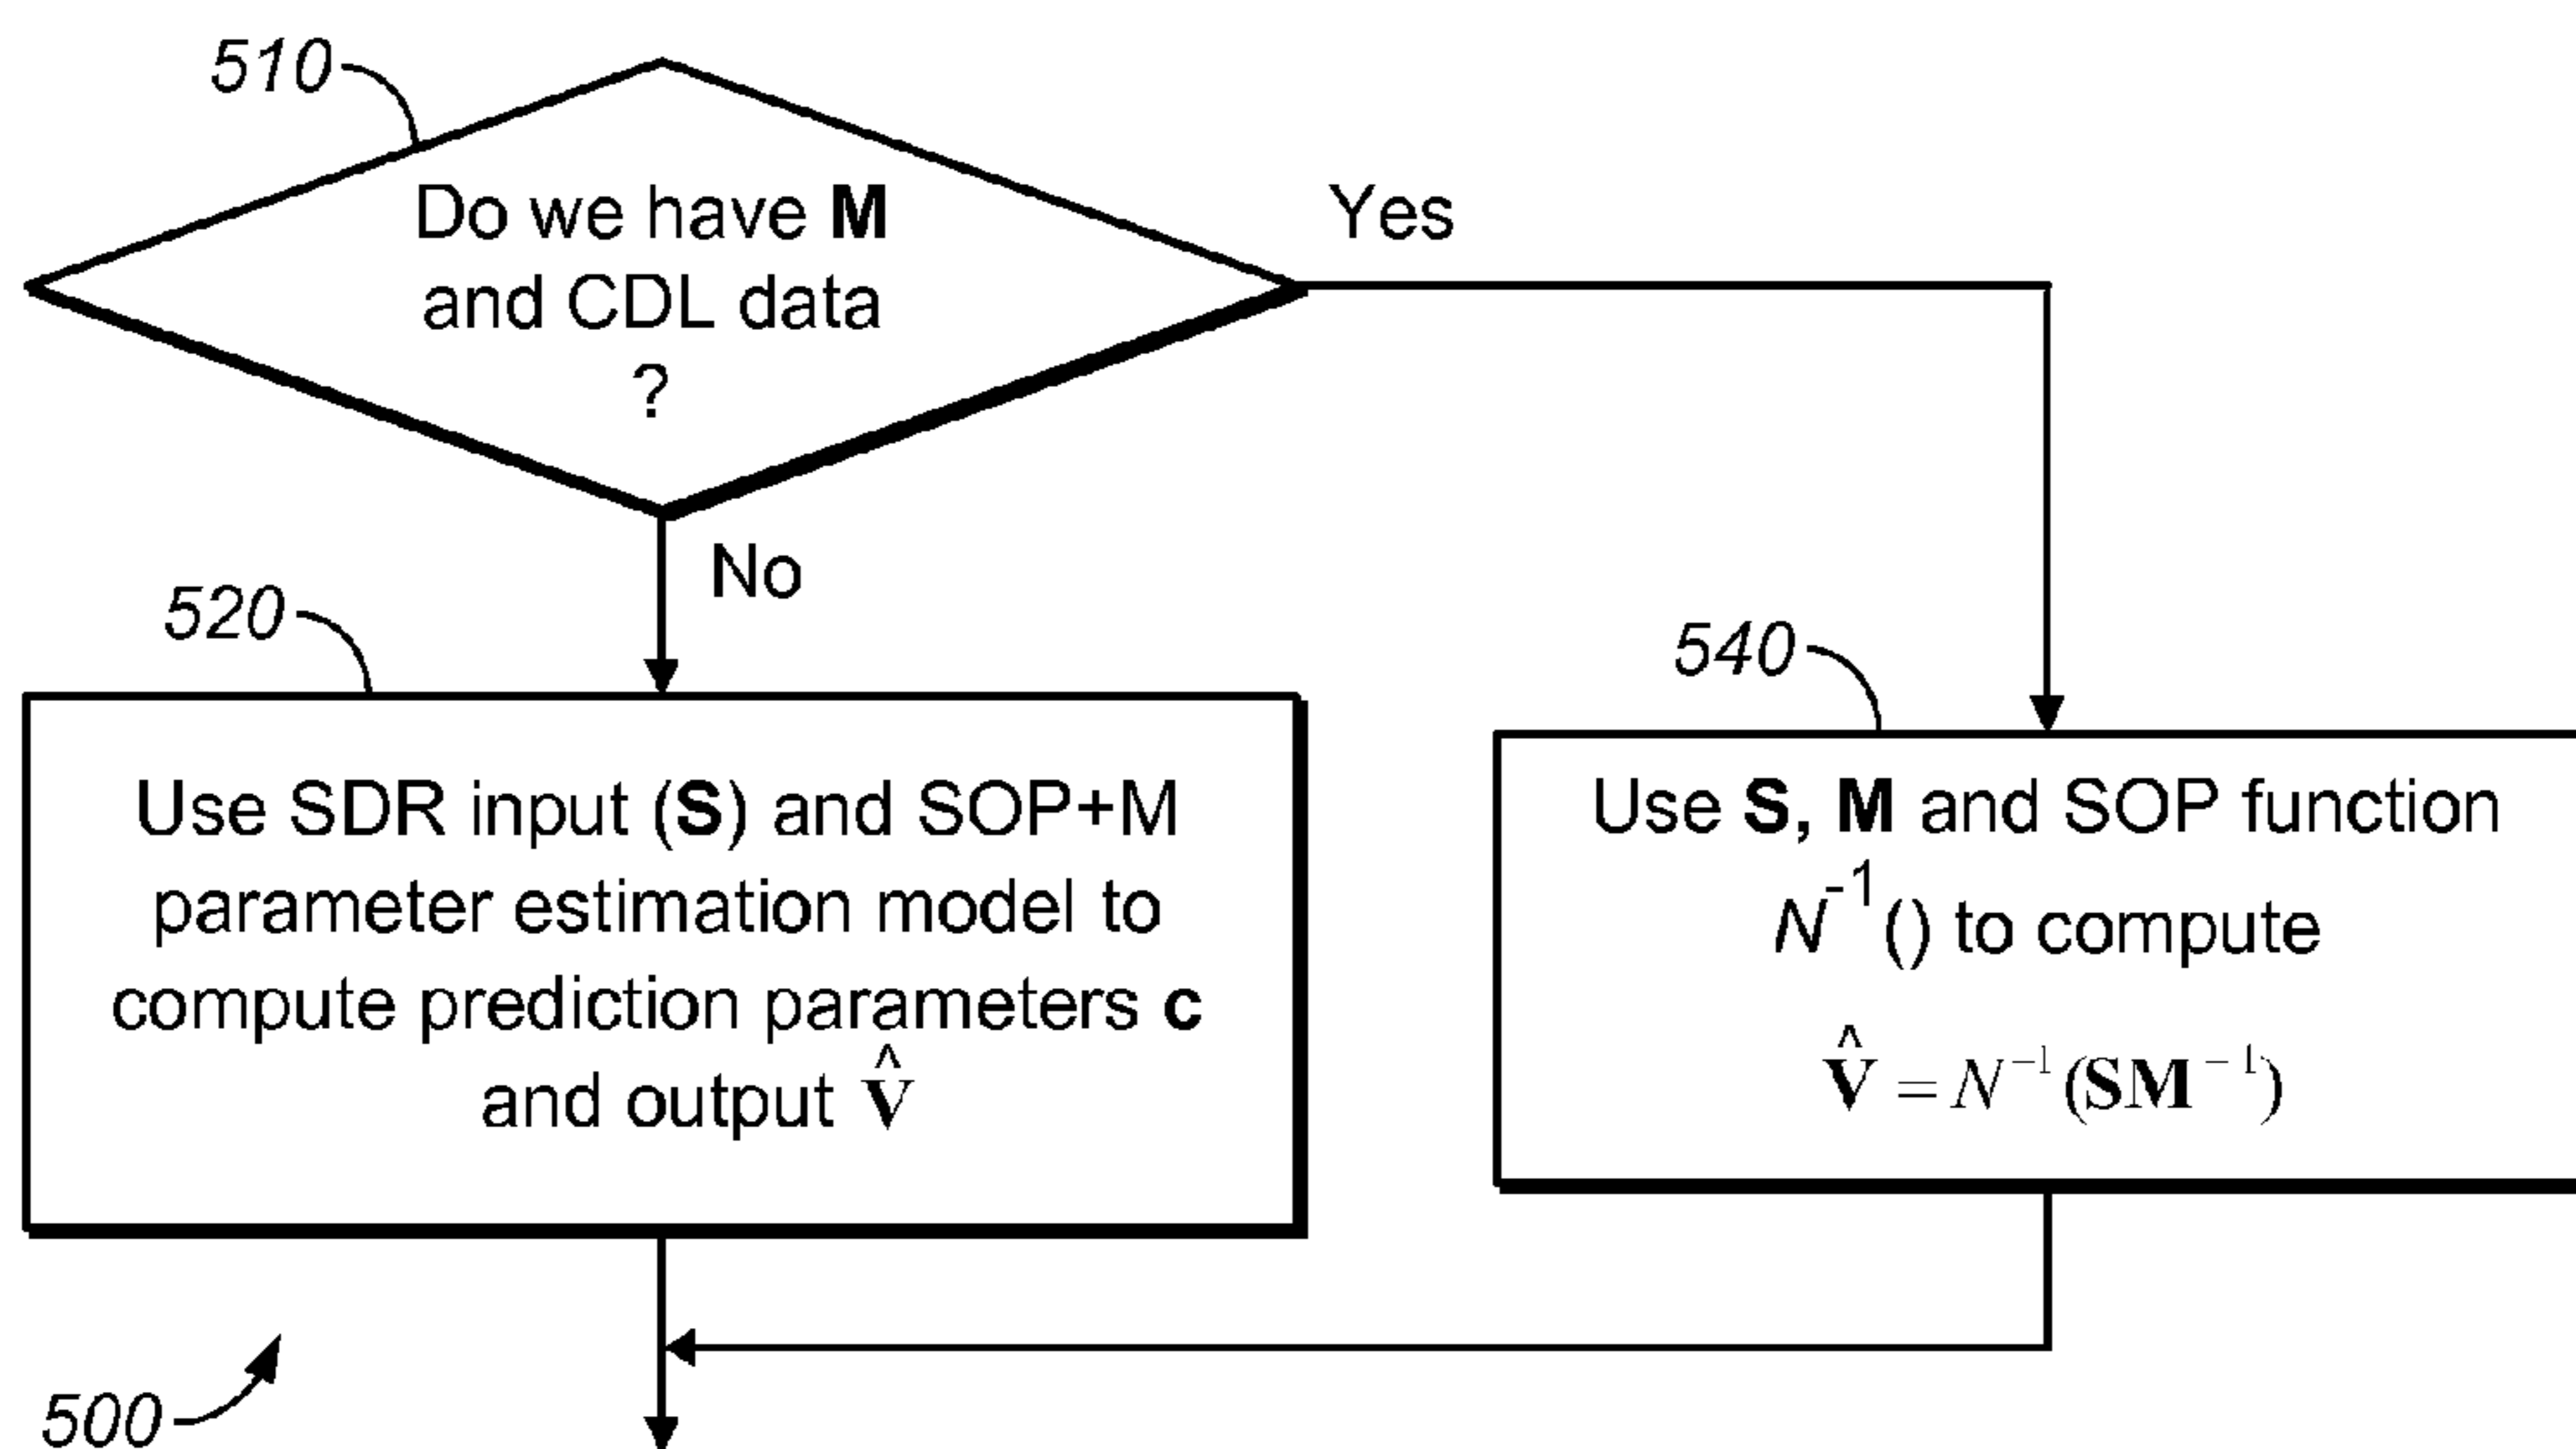 510
Do we have M
and CDL data
?
Yes
No
520
Use SDR input (S) and SOP+M
parameter estimation model to
compute prediction parameters c
and output V̂
540
Use S, M and SOP function
N⁻¹() to compute
V̂ = N⁻¹(SM⁻¹)
500